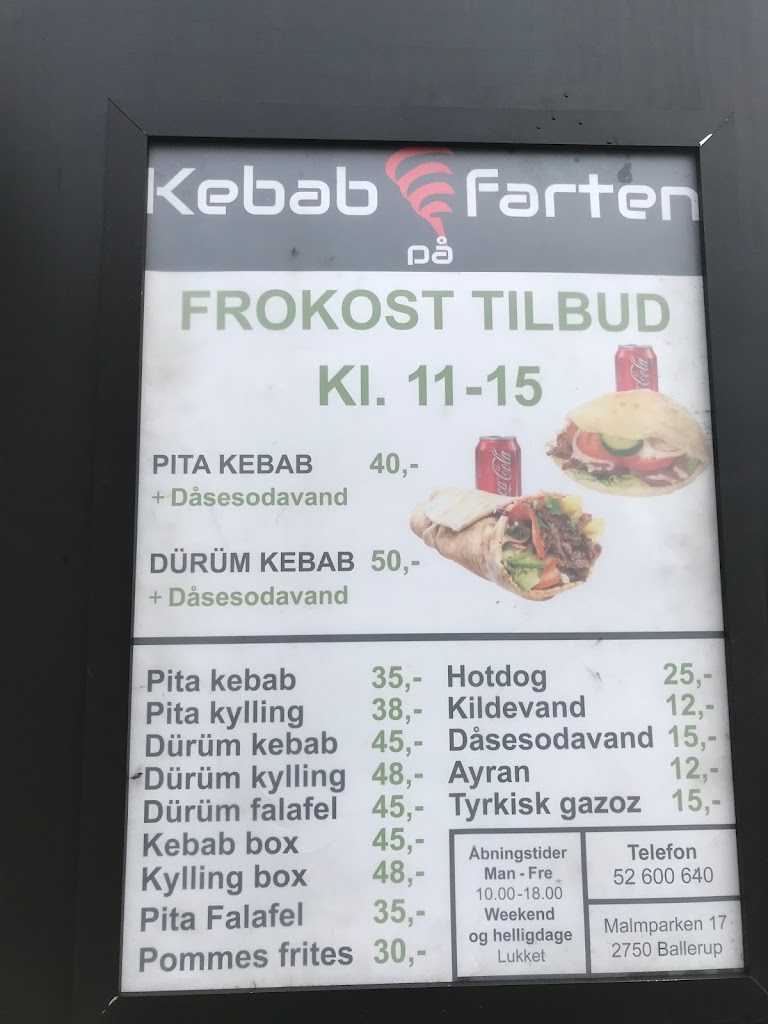 Kebab på farten
FROKOST TILBUD
Kl. 11-15
PITA KEBAB 40,-
+ Dåsesodavand
DÜRÜM KEBAB 50,-
+ Dåsesodavand
Pita kebab 35,-
Pita kylling 38,-
Dürüm kebab 45,-
Dürüm kylling 48,-
Dürüm falafel 45,-
Kebab box 45,-
Kylling box 48,-
Pita Falafel 35,-
Pommes frites 30,-
Hotdog 25,-
Kildevand 12,-
Dåsesodavand 15,-
Ayran 12,-
Tyrkisk gazoz 15,-
Åbningstider
Man - Fre
10.00-18.00
Weekend
og helligdage
Lukket
Telefon
52 600 640
Malmparken 17
2750 Ballerup